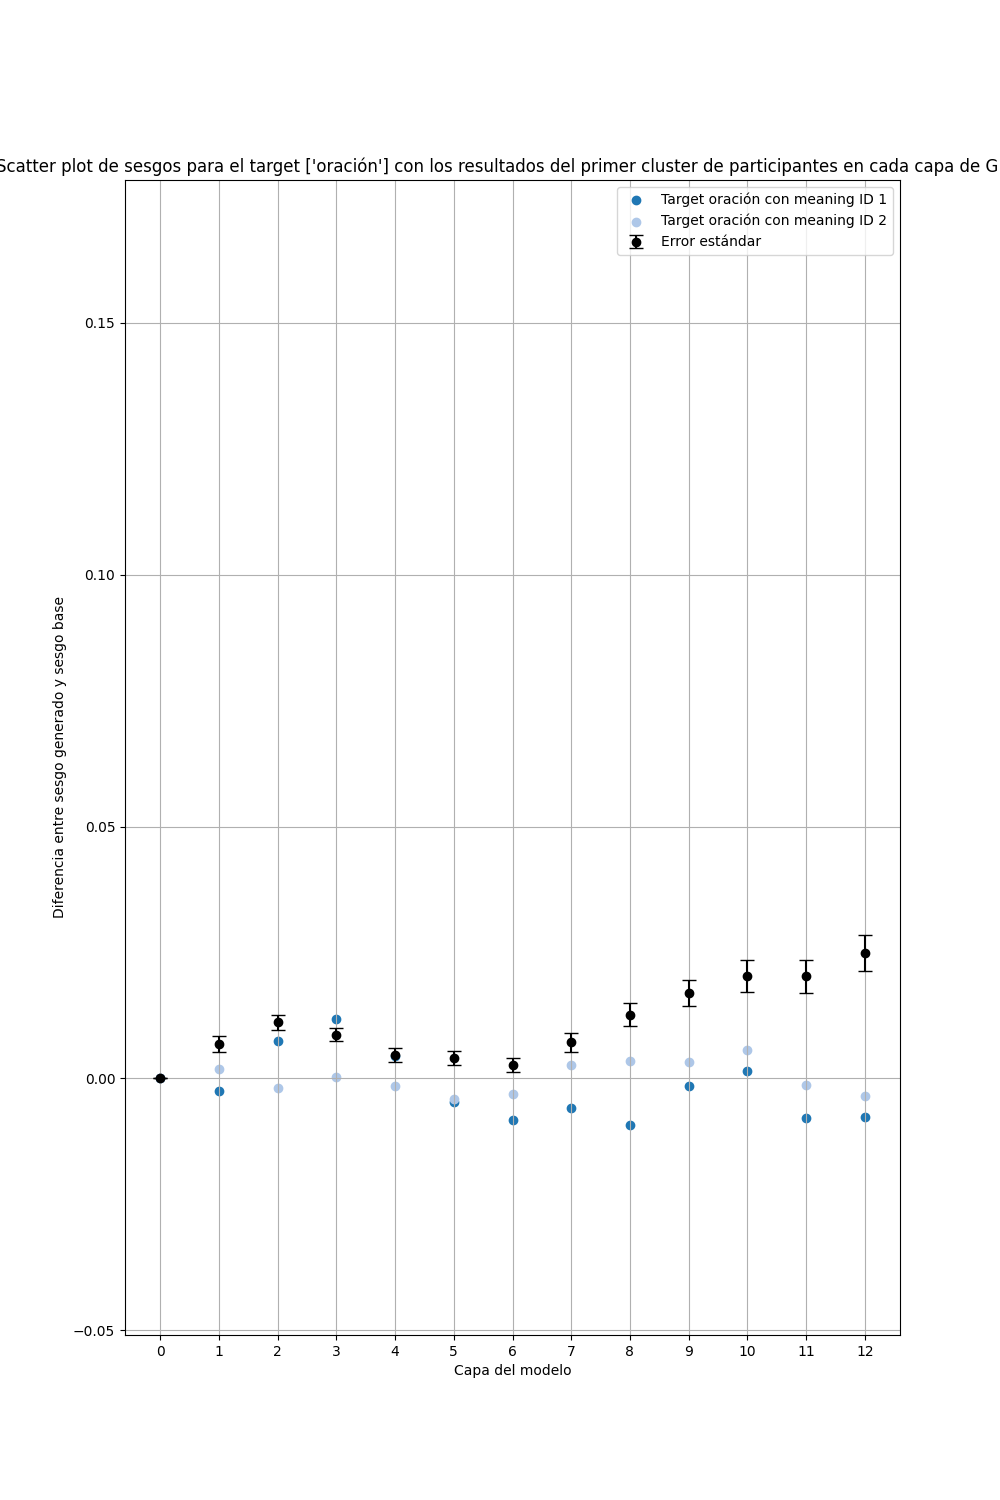 Scatter plot de sesgos para el target ['oración'] con los resultados del primer cluster de participantes en cada capa de G
Target oración con meaning ID 1
Target oración con meaning ID 2
Error estándar
Diferencia entre sesgo generado y sesgo base
0.15
0.10
0.05
0.00
−0.05
0 1 2 3 4 5 6 7 8 9 10 11 12
Capa del modelo